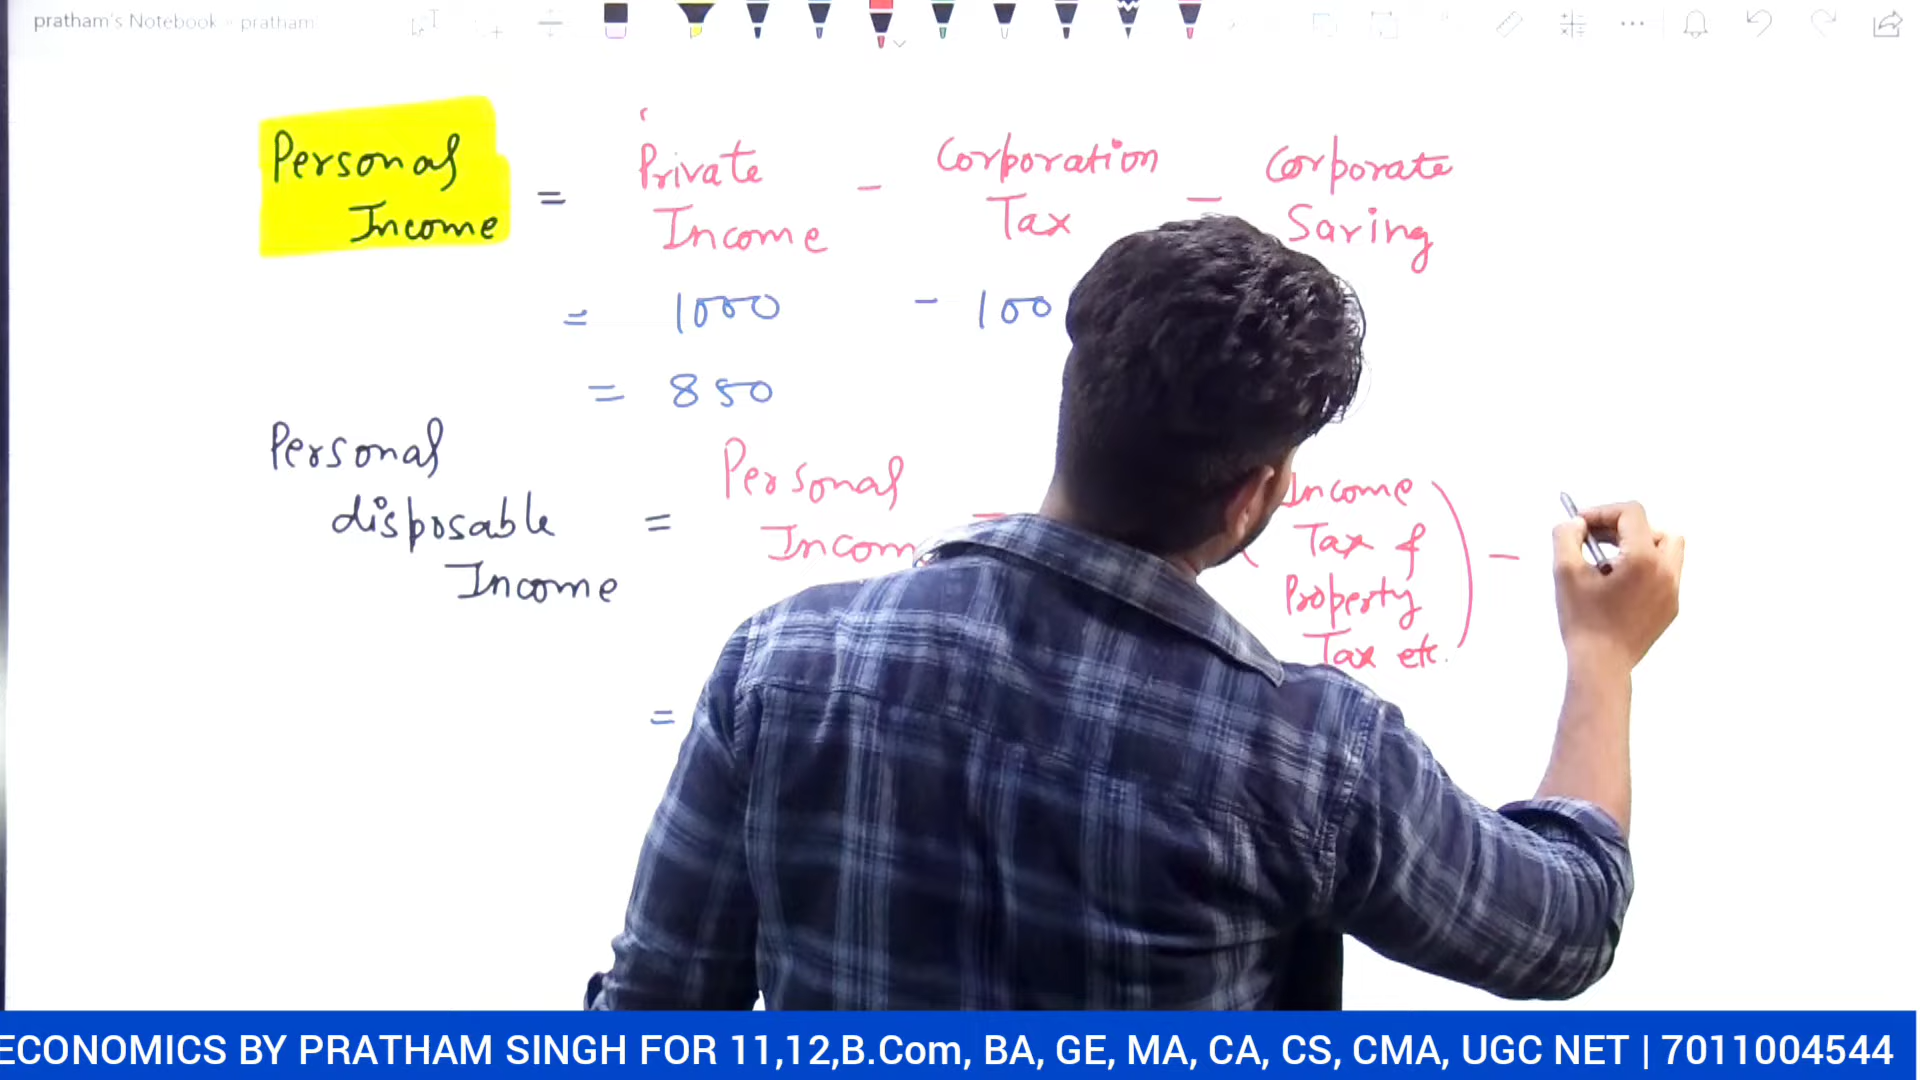 pratham's Notebook - pratham
Personal Income = Private Income - Corporation Tax - Corporate Saving
= 1000 - 100
= 850
Personal disposable Income = Personal Incom - Income Tax & Property Tax etc. ) -
=
ECONOMICS BY PRATHAM SINGH FOR 11,12,B.Com, BA, GE, MA, CA, CS, CMA, UGC NET | 7011004544